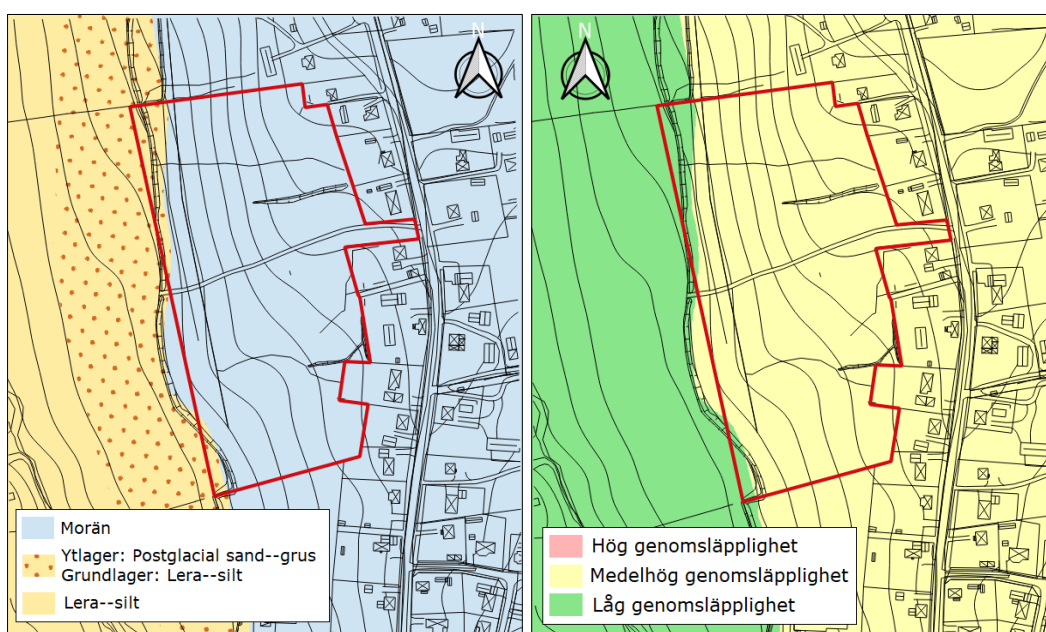 N
Morän
Ytlager: Postglacial sand--grus
Grundlager: Lera--silt
Lera--silt
N
Hög genomsläpplighet
Medelhög genomsläpplighet
Låg genomsläpplighet